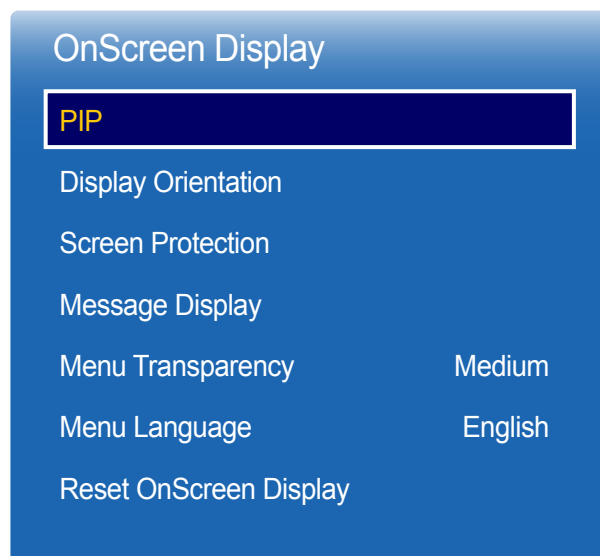 OnScreen Display
PIP
Display Orientation
Screen Protection
Message Display
Menu Transparency Medium
Menu Language English
Reset OnScreen Display